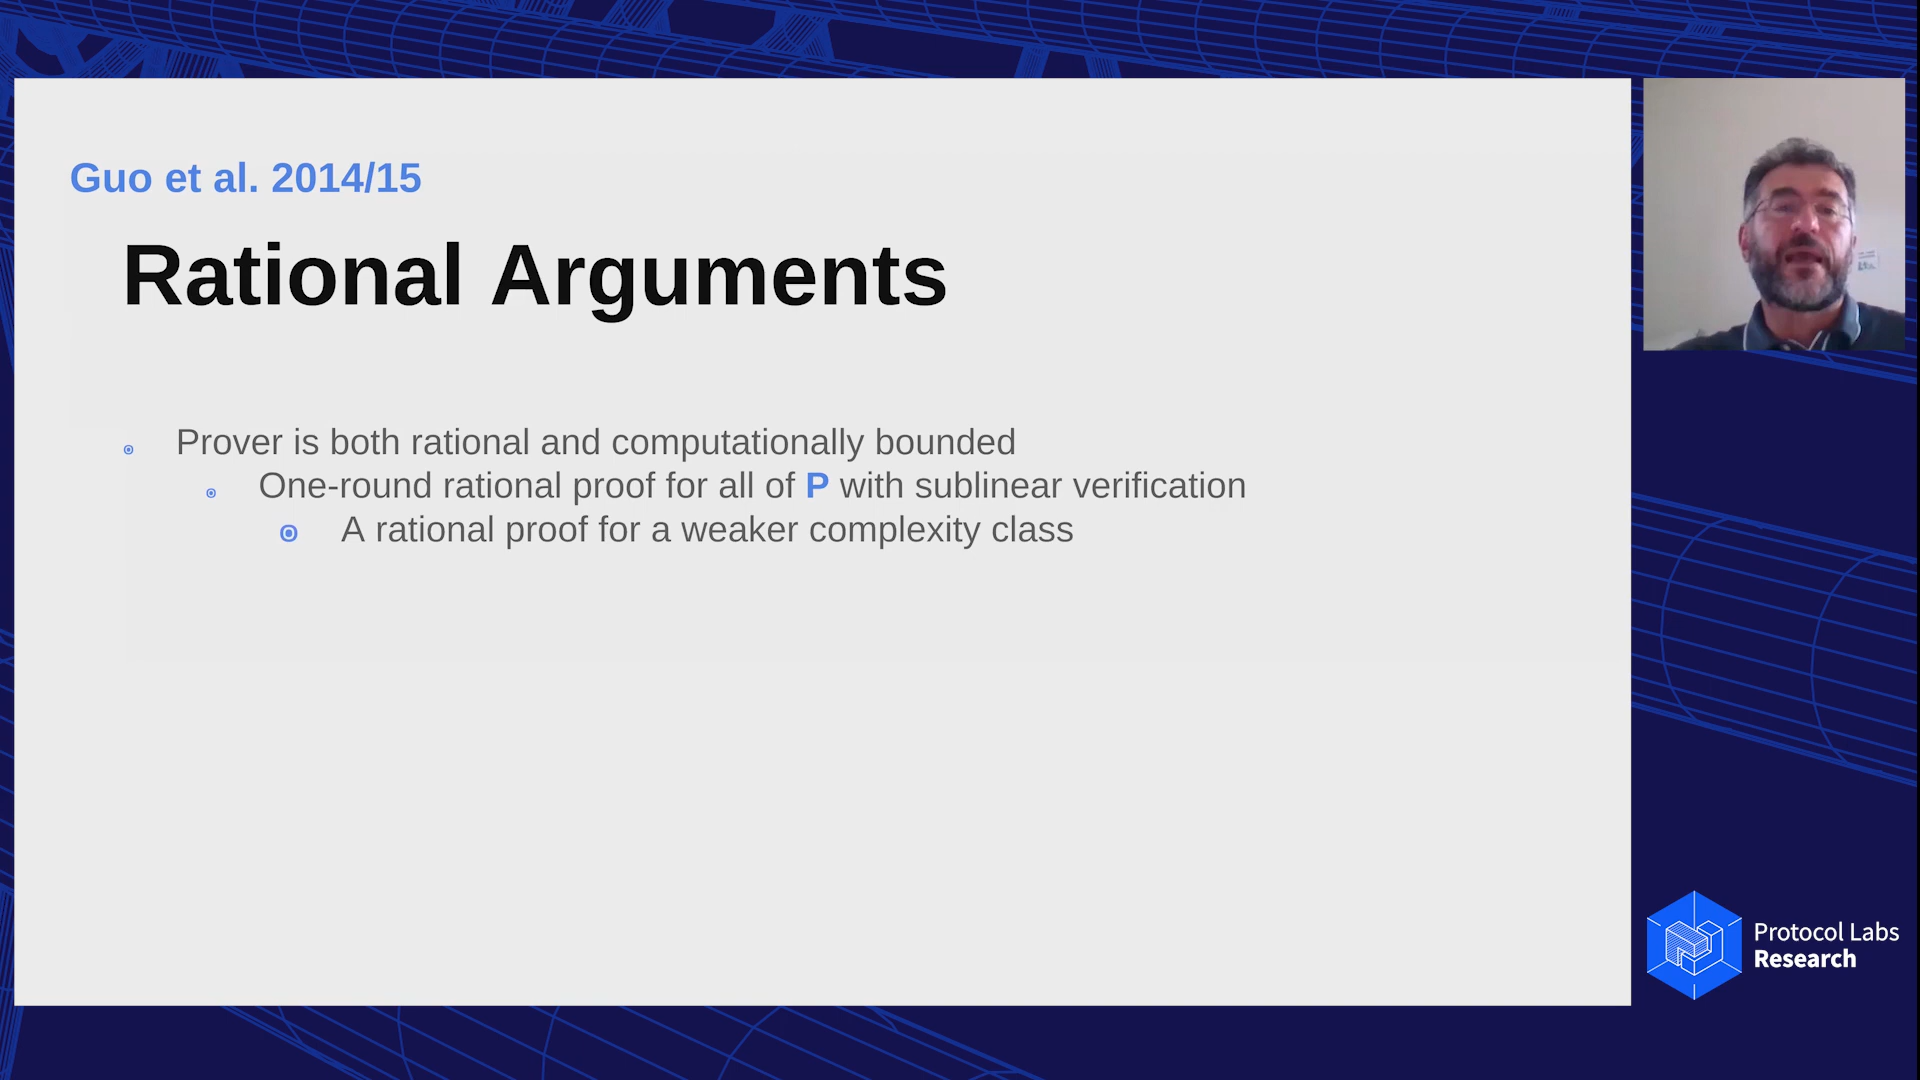 Guo et al. 2014/15
Rational Arguments
Prover is both rational and computationally bounded
One-round rational proof for all of P with sublinear verification
A rational proof for a weaker complexity class
Protocol Labs
Research